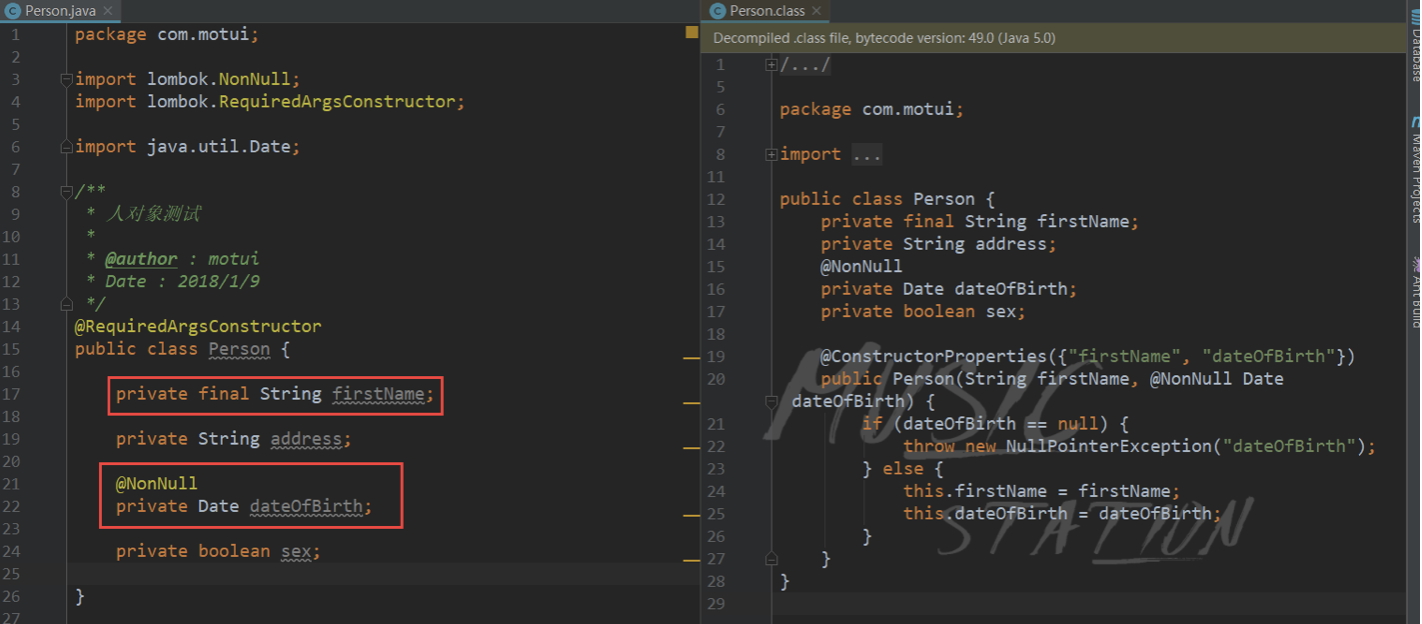 Person.java
1 package com.motui;
2
3 import lombok.NonNull;
4 import lombok.RequiredArgsConstructor;
5
6 import java.util.Date;
7
8 /**
9 * 人对象测试
10 *
11 * @author : motui
12 * Date : 2018/1/9
13 */
14 @RequiredArgsConstructor
15 public class Person {
16
17 private final String firstName;
18
19 private String address;
20
21 @NonNull
22 private Date dateOfBirth;
23
24 private boolean sex;
25
26 }
27
Person.class
Decompiled .class file, bytecode version: 49.0 (Java 5.0)
1 /.../
5
6 package com.motui;
7
8 import ...
11
12 public class Person {
13 private final String firstName;
14 private String address;
15 @NonNull
16 private Date dateOfBirth;
17 private boolean sex;
18
19 @ConstructorProperties({"firstName", "dateOfBirth"})
20 public Person(String firstName, @NonNull Date
dateOfBirth) {
21 if (dateOfBirth == null) {
22 throw new NullPointerException("dateOfBirth");
23 } else {
24 this.firstName = firstName;
25 this.dateOfBirth = dateOfBirth;
26 }
27 }
28 }
29
MUSIC
STATION
Database
Maven Projects
Ant Build